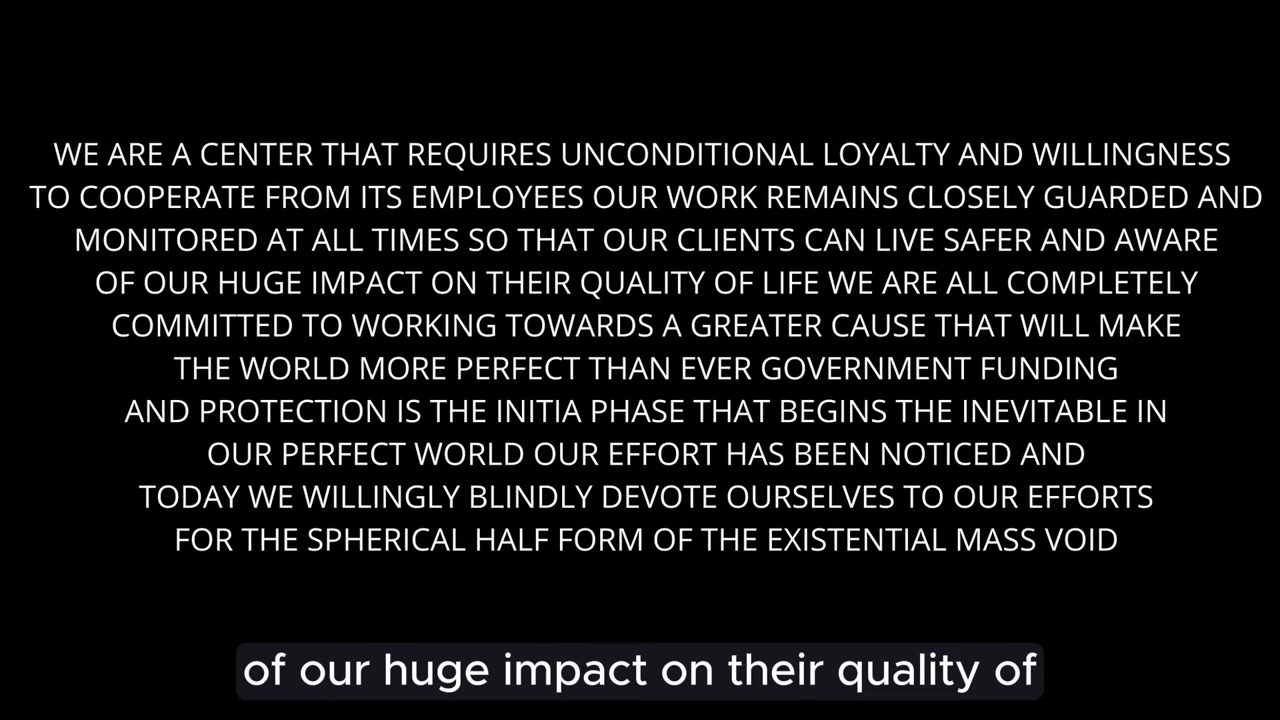 WE ARE A CENTER THAT REQUIRES UNCONDITIONAL LOYALTY AND WILLINGNESS
TO COOPERATE FROM ITS EMPLOYEES OUR WORK REMAINS CLOSELY GUARDED AND
MONITORED AT ALL TIMES SO THAT OUR CLIENTS CAN LIVE SAFER AND AWARE
OF OUR HUGE IMPACT ON THEIR QUALITY OF LIFE WE ARE ALL COMPLETELY
COMMITTED TO WORKING TOWARDS A GREATER CAUSE THAT WILL MAKE
THE WORLD MORE PERFECT THAN EVER GOVERNMENT FUNDING
AND PROTECTION IS THE INITIA PHASE THAT BEGINS THE INEVITABLE IN
OUR PERFECT WORLD OUR EFFORT HAS BEEN NOTICED AND
TODAY WE WILLINGLY BLINDLY DEVOTE OURSELVES TO OUR EFFORTS
FOR THE SPHERICAL HALF FORM OF THE EXISTENTIAL MASS VOID
of our huge impact on their quality of